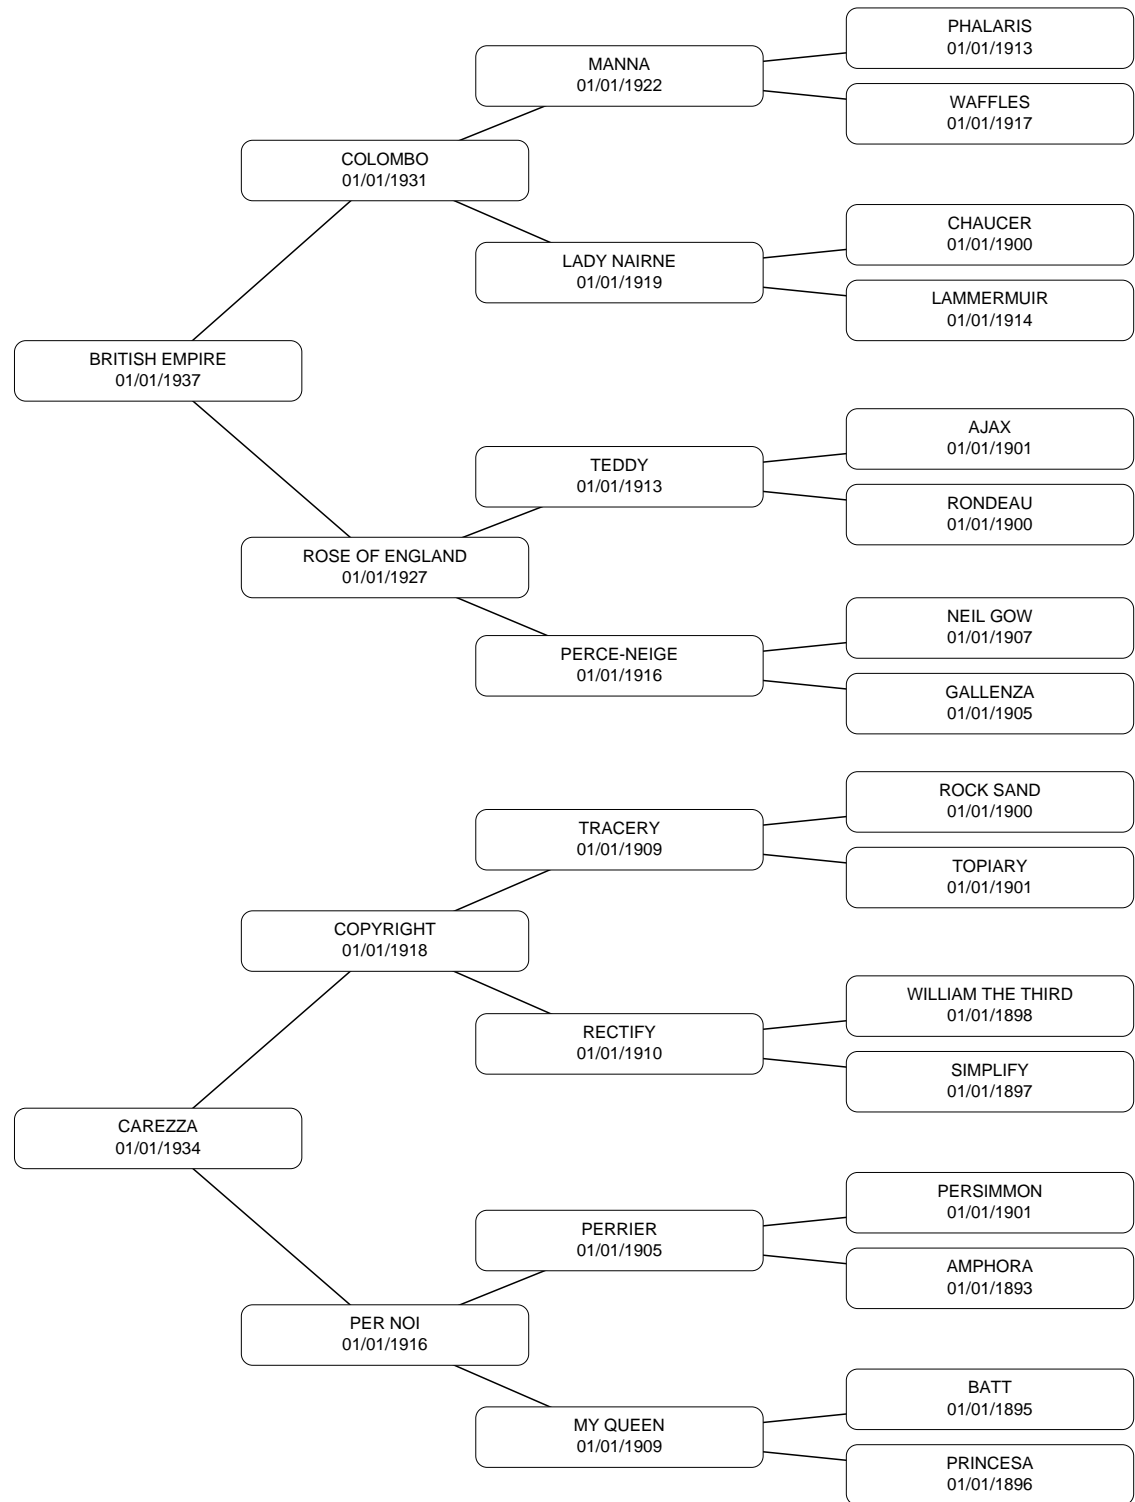 PHALARIS
01/01/1913
MANNA
01/01/1922
WAFFLES
01/01/1917
COLOMBO
01/01/1931
CHAUCER
01/01/1900
LADY NAIRNE
01/01/1919
LAMMERMUIR
01/01/1914
BRITISH EMPIRE
01/01/1937
AJAX
01/01/1901
TEDDY
01/01/1913
RONDEAU
01/01/1900
ROSE OF ENGLAND
01/01/1927
NEIL GOW
01/01/1907
PERCE-NEIGE
01/01/1916
GALLENZA
01/01/1905
ROCK SAND
01/01/1900
TRACERY
01/01/1909
TOPIARY
01/01/1901
COPYRIGHT
01/01/1918
WILLIAM THE THIRD
01/01/1898
RECTIFY
01/01/1910
SIMPLIFY
01/01/1897
CAREZZA
01/01/1934
PERSIMMON
01/01/1901
PERRIER
01/01/1905
AMPHORA
01/01/1893
PER NOI
01/01/1916
BATT
01/01/1895
MY QUEEN
01/01/1909
PRINCESA
01/01/1896